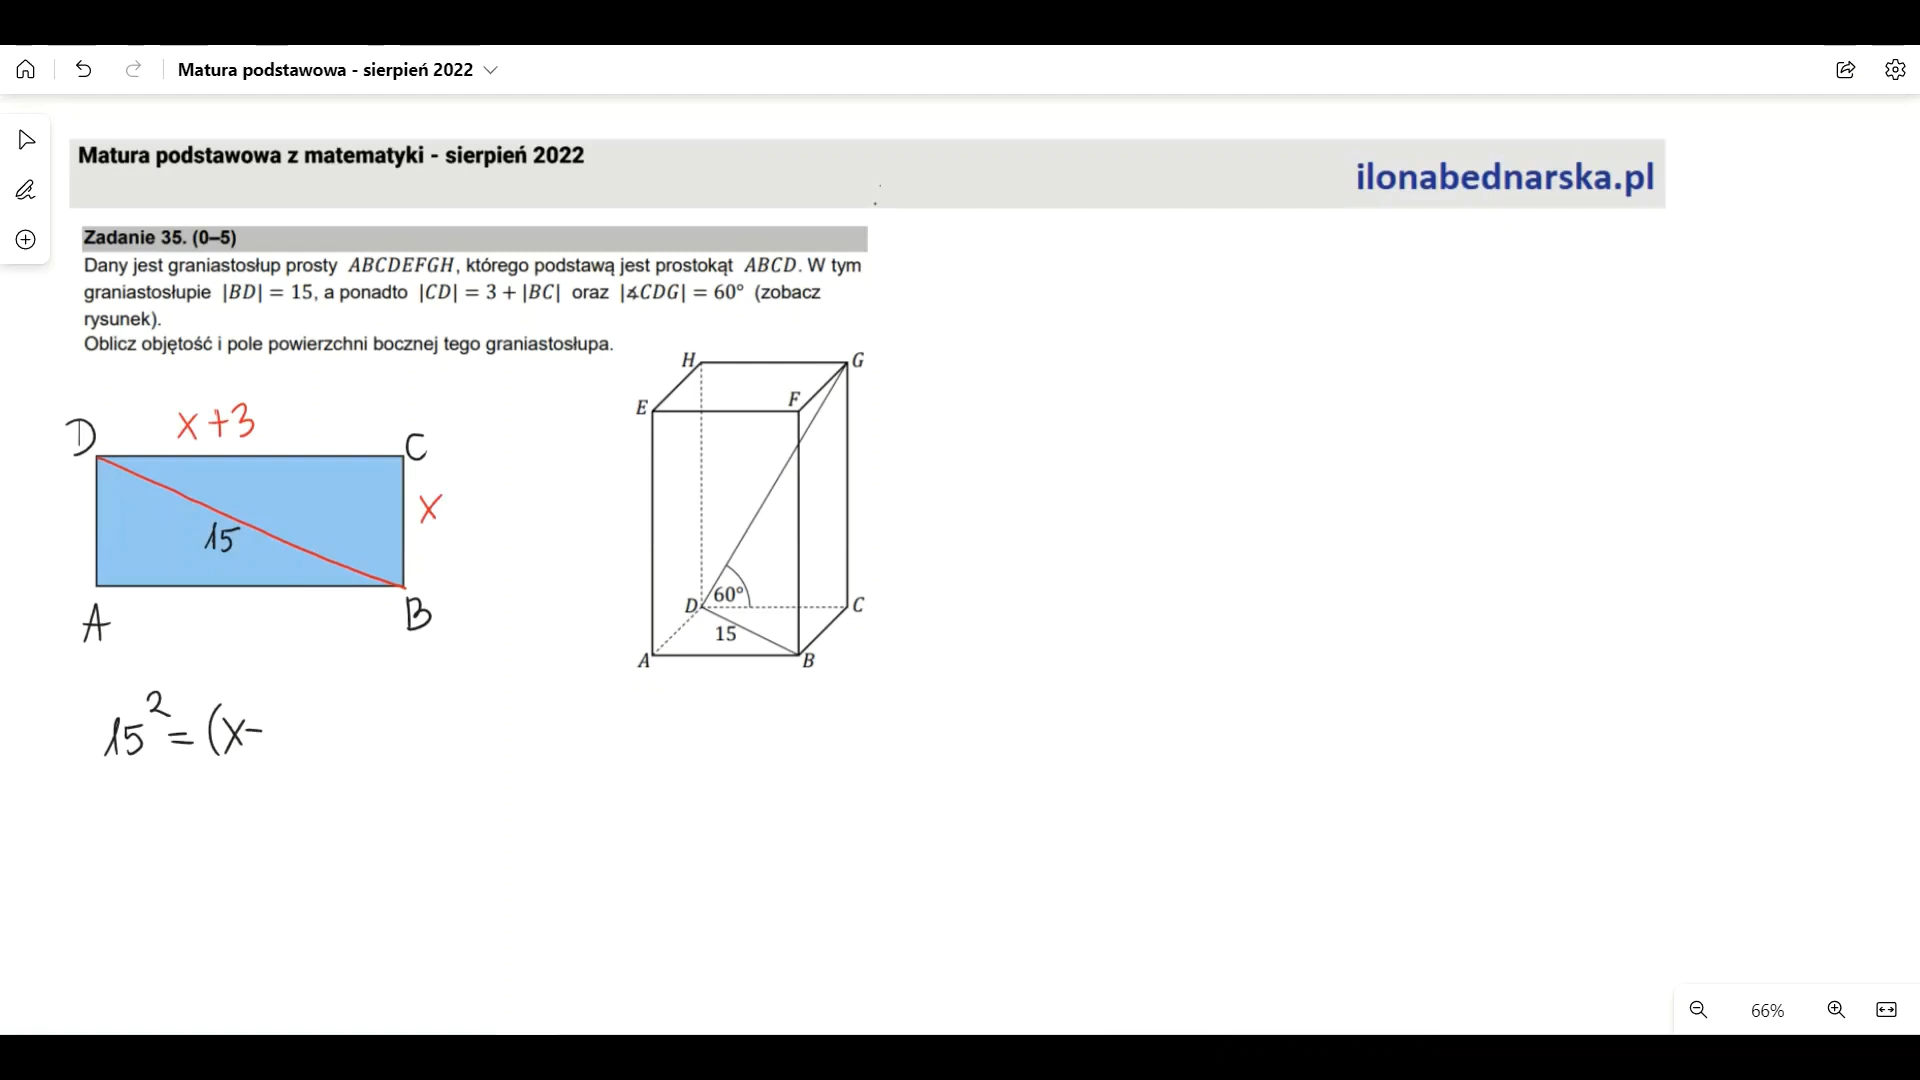 Matura podstawowa - sierpień 2022
Matura podstawowa z matematyki - sierpień 2022
ilonabednarska.pl
Zadanie 35. (0–5)
Dany jest graniastosłup prosty ABCDEFGH, którego podstawą jest prostokąt ABCD. W tym
graniastosłupie |BD| = 15, a ponadto |CD| = 3 + |BC| oraz |∡CDG| = 60° (zobacz
rysunek).
Oblicz objętość i pole powierzchni bocznej tego graniastosłupa.
H
G
E
F
D
60°
C
15
A
B
D
x+3
C
x
15
A
B
15² = (x-
66%